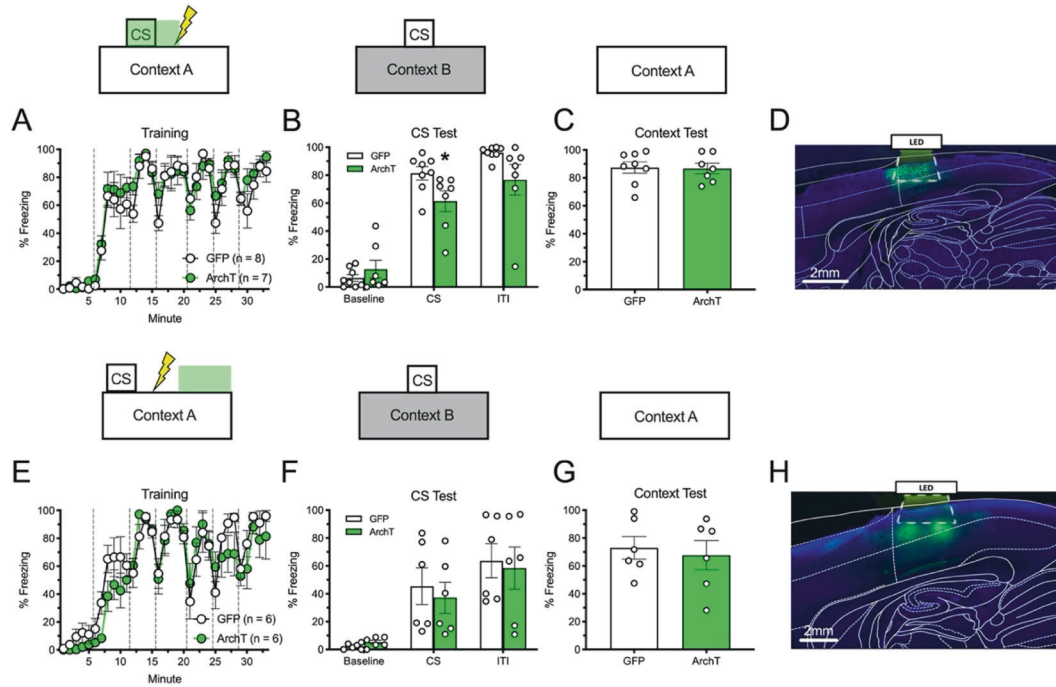 CS
Context A
CS
Context B
Context A
A
Training
% Freezing
100
80
60
40
20
0
GFP (n = 8)
ArchT (n = 7)
5
10
15
20
25
30
Minute
B
CS Test
% Freezing
100
80
60
40
20
0
GFP
ArchT
*
Baseline
CS
ITI
C
Context Test
% Freezing
100
80
60
40
20
0
GFP
ArchT
D
LED
2mm
CS
Context A
CS
Context B
Context A
E
Training
% Freezing
100
80
60
40
20
0
GFP (n = 6)
ArchT (n = 6)
5
10
15
20
25
30
Minute
F
CS Test
% Freezing
100
80
60
40
20
0
GFP
ArchT
Baseline
CS
ITI
G
Context Test
% Freezing
100
80
60
40
20
0
GFP
ArchT
H
LED
2mm